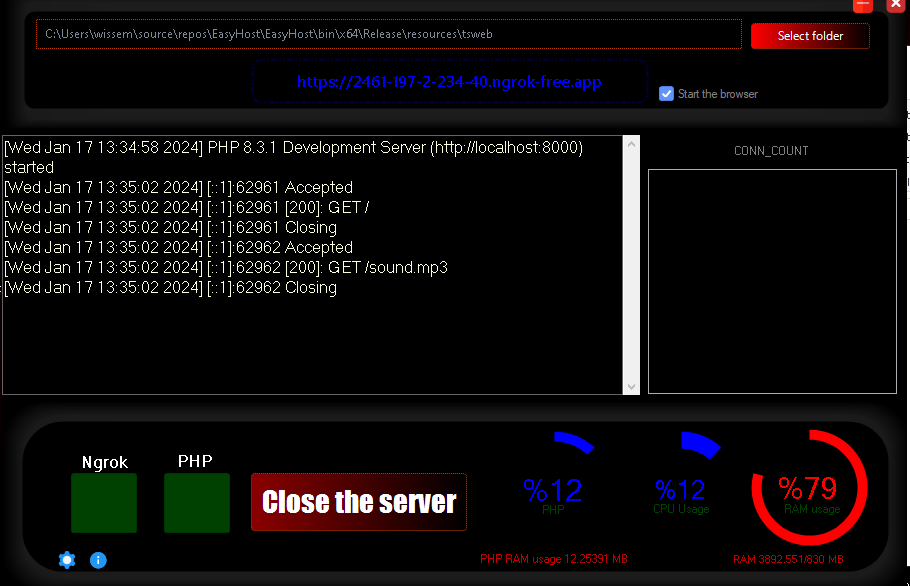 C:\Users\wissem\source\repos\EasyHost\EasyHost\bin\x64\Release\resources\tsweb
Select folder
https://2461-197-2-234-40.ngrok-free.app
Start the browser
[Wed Jan 17 13:34:58 2024] PHP 8.3.1 Development Server (http://localhost:8000)
started
[Wed Jan 17 13:35:02 2024] [::1]:62961 Accepted
[Wed Jan 17 13:35:02 2024] [::1]:62961 [200]: GET /
[Wed Jan 17 13:35:02 2024] [::1]:62961 Closing
[Wed Jan 17 13:35:02 2024] [::1]:62962 Accepted
[Wed Jan 17 13:35:02 2024] [::1]:62962 [200]: GET /sound.mp3
[Wed Jan 17 13:35:02 2024] [::1]:62962 Closing
CONN_COUNT
Ngrok
PHP
Close the server
%12
PHP
%12
CPU Usage
%79
RAM usage
PHP RAM usage 12.25391 MB
RAM 3892.551/830 MB